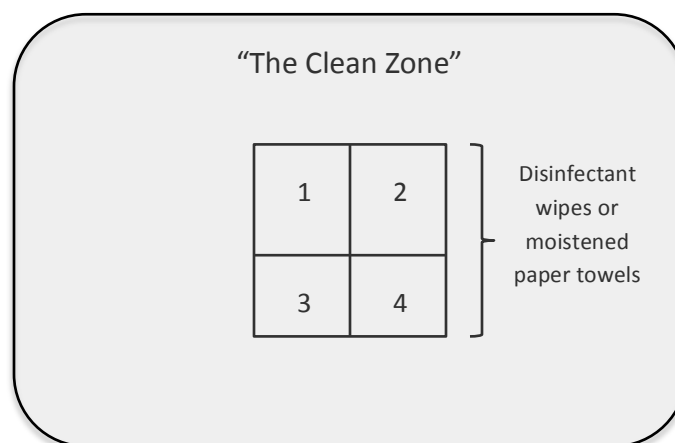 “The Clean Zone”
1 2
3 4
Disinfectant
wipes or
moistened
paper towels